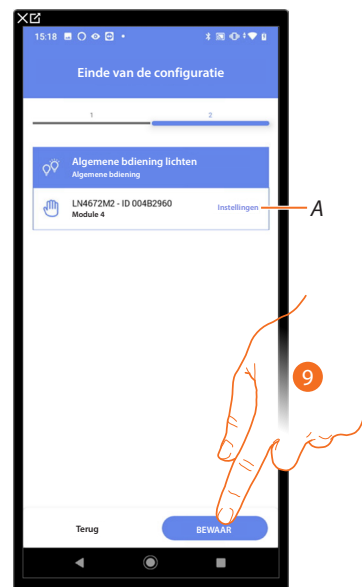 15:18
Einde van de configuratie
1 2
Algemene bdiening lichten
Algemene bdiening
LN4672M2 - ID 004B2960
Instellingen
Module 4
A
9
Terug
BEWAAR